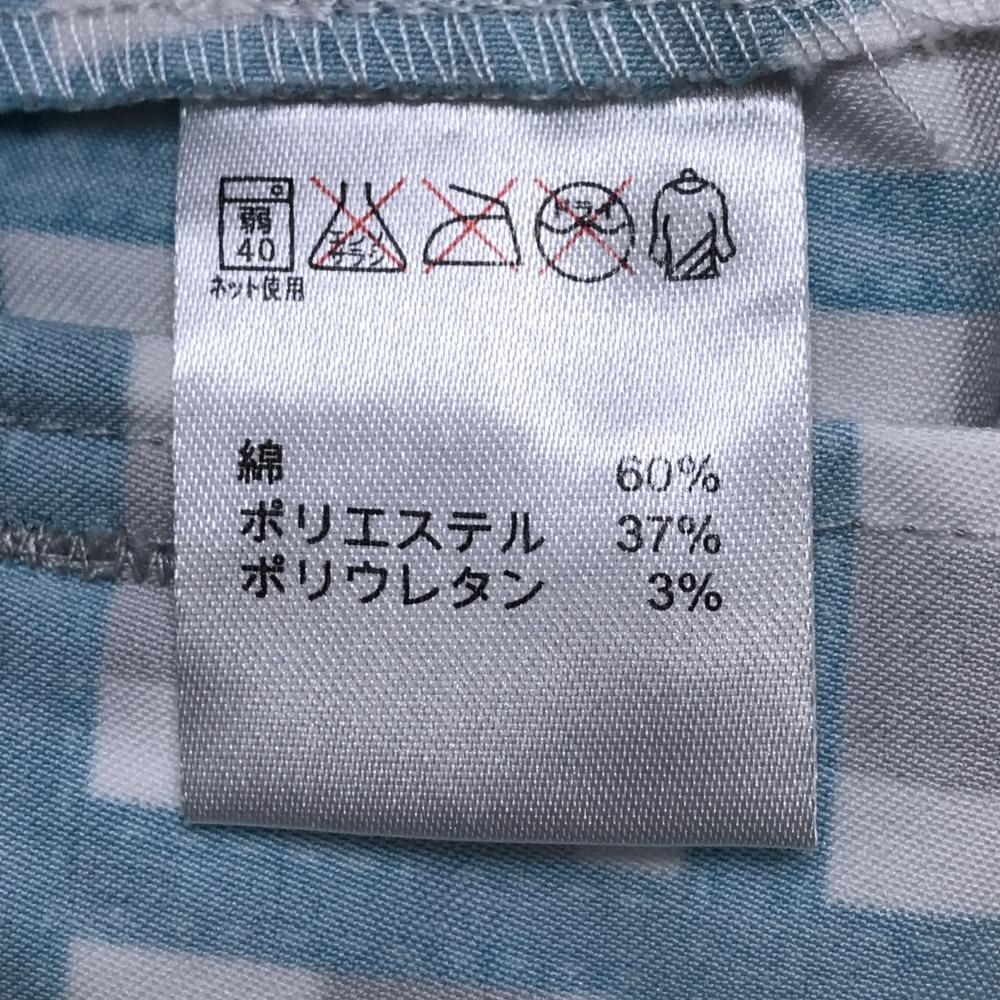 弱
40
ネット使用
エンソ
サラシ
ドライ
綿 60%
ポリエステル 37%
ポリウレタン 3%